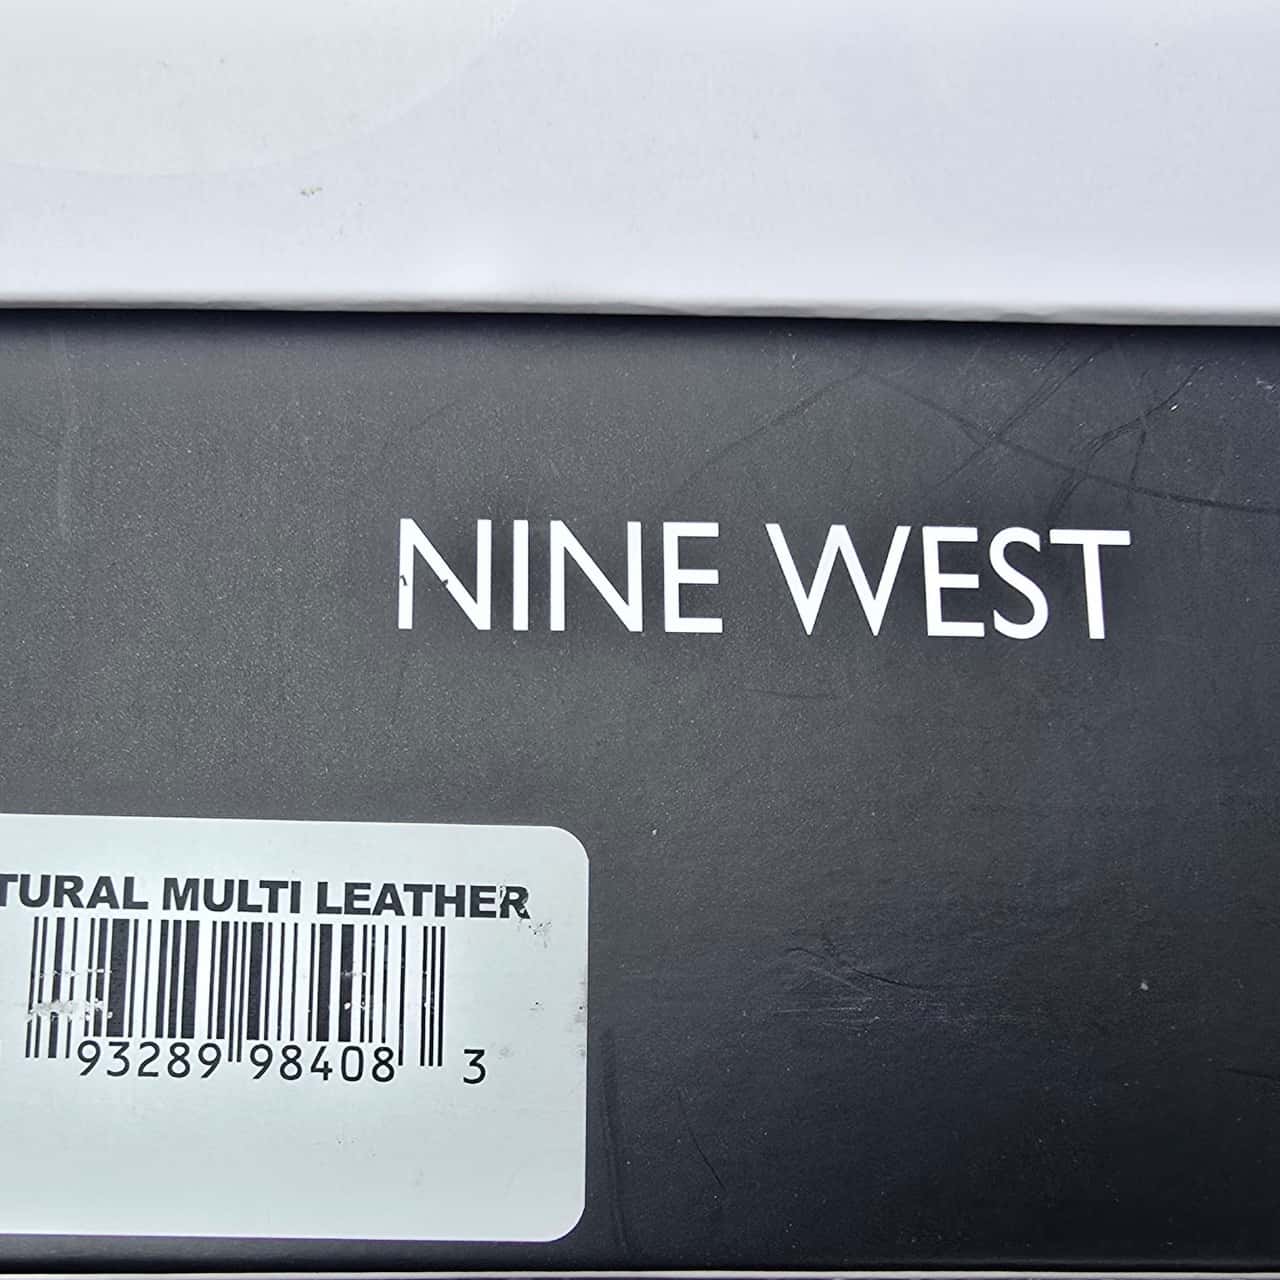 NINE WEST
TURAL MULTI LEATHER
93289 98408 3